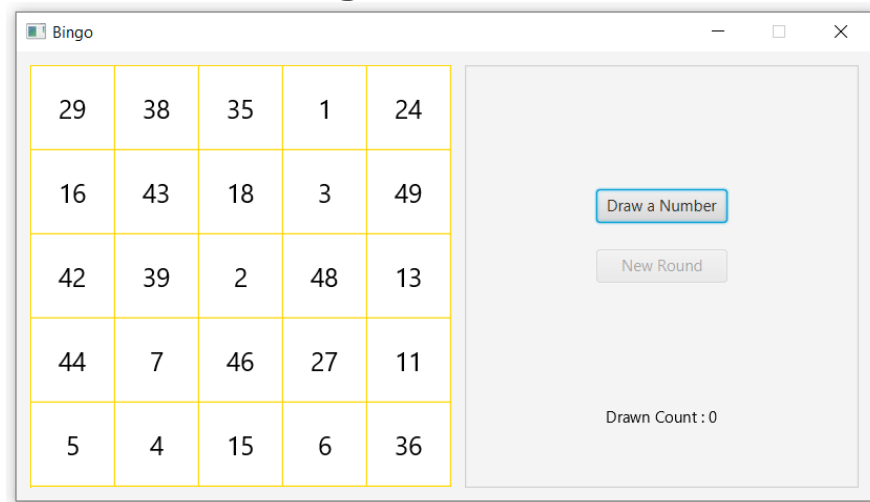 Bingo
29 38 35 1 24
16 43 18 3 49
42 39 2 48 13
44 7 46 27 11
5 4 15 6 36
Draw a Number
New Round
Drawn Count : 0